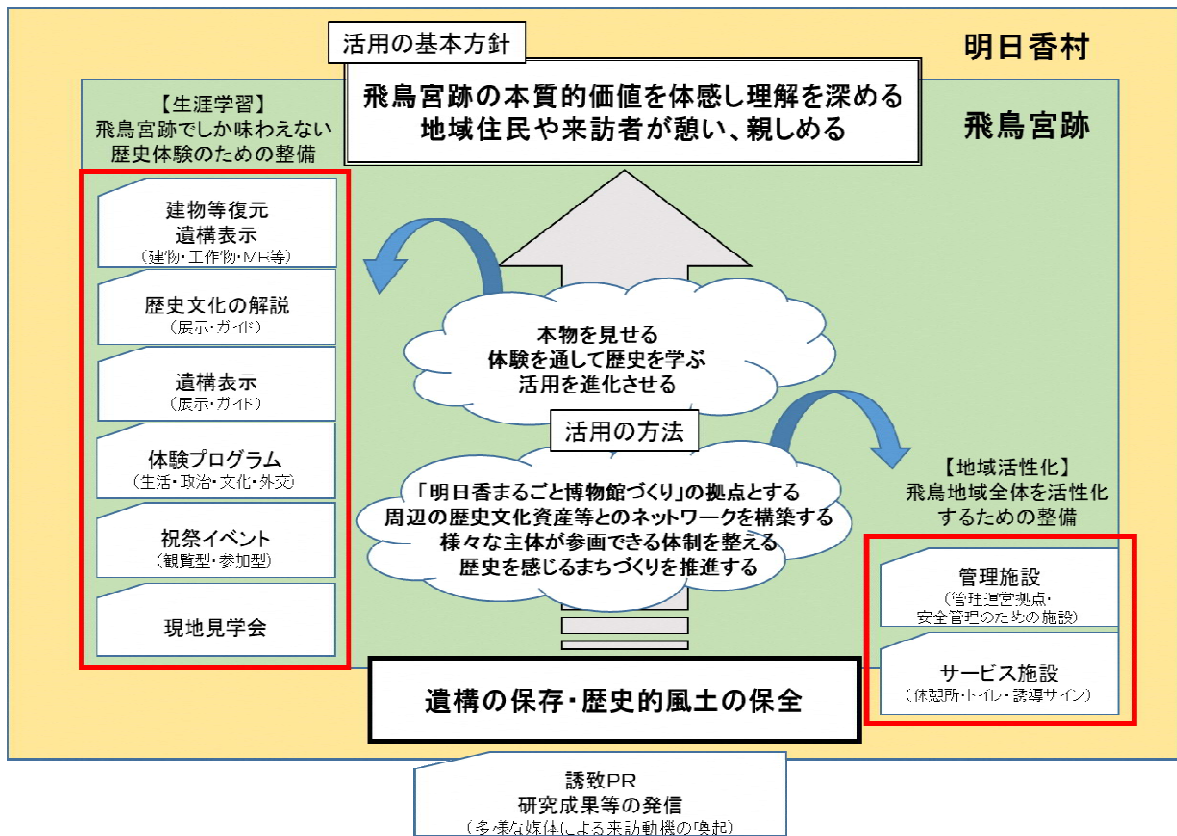 活用の基本方針
明日香村
飛鳥宮跡の本質的価値を体感し理解を深める
地域住民や来訪者が憩い、親しめる
飛鳥宮跡
【生涯学習】
飛鳥宮跡でしか味わえない
歴史体験のための整備
建物等復元
遺構表示
(建物・工作物・MR等)
歴史文化の解説
(展示・ガイド)
遺構表示
(展示・ガイド)
体験プログラム
(生活・政治・文化・外交)
祝祭イベント
(観覧型・参加型)
現地見学会
本物を見せる
体験を通して歴史を学ぶ
活用を進化させる
活用の方法
「明日香まるごと博物館づくり」の拠点とする
周辺の歴史文化資産等とのネットワークを構築する
様々な主体が参画できる体制を整える
歴史を感じるまちづくりを推進する
【地域活性化】
飛鳥地域全体を活性化
するための整備
管理施設
(管理運営拠点・
安全管理のための施設)
サービス施設
(休憩所・トイレ・誘導サイン)
遺構の保存・歴史的風土の保全
誘致PR
研究成果等の発信
(多様な媒体による来訪動機の喚起)